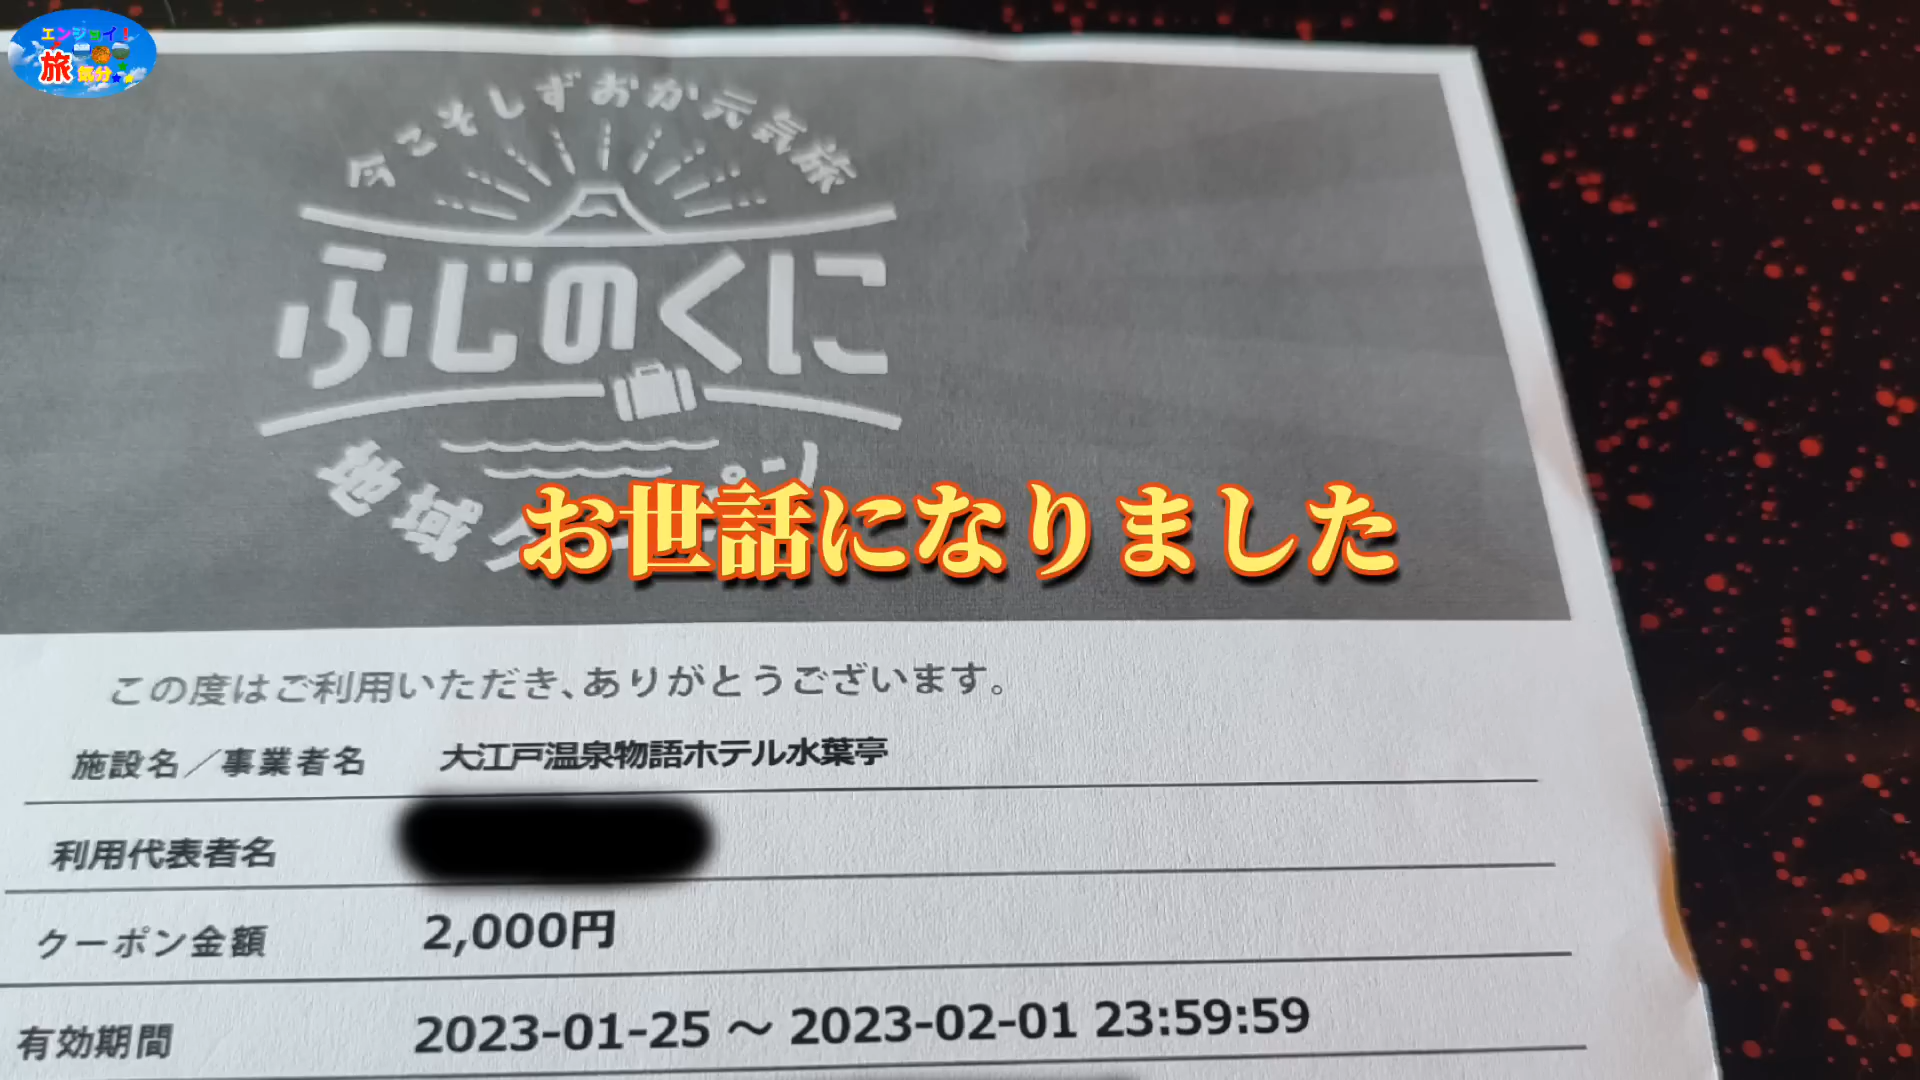 エンジョイ!
旅気分
今こそしずおか元気旅
ふじのくに
地域クーポン
お世話になりました
この度はご利用いただき、ありがとうございます。
施設名／事業者名 大江戸温泉物語ホテル水葉亭
利用代表者名
クーポン金額 2,000円
有効期間 2023-01-25 ～ 2023-02-01 23:59:59